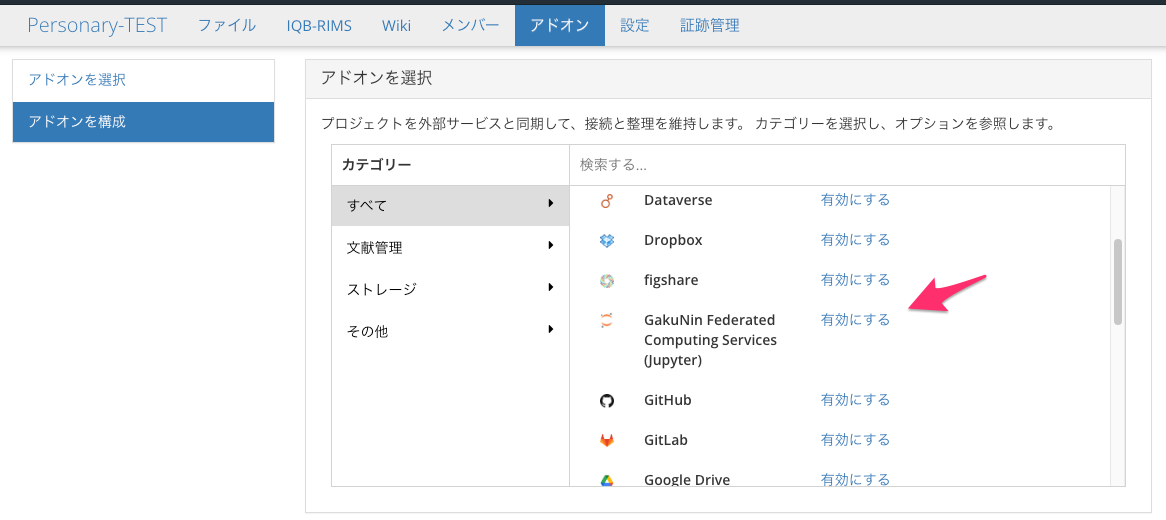 Personary-TEST ファイル IQB-RIMS Wiki メンバー アドオン 設定 証跡管理
アドオンを選択
アドオンを構成
アドオンを選択
プロジェクトを外部サービスと同期して、接続と整理を維持します。 カテゴリーを選択し、オプションを参照します。
カテゴリー
すべて
文献管理
ストレージ
その他
検索する...
Dataverse 有効にする
Dropbox 有効にする
figshare 有効にする
GakuNin Federated 有効にする
Computing Services
(Jupyter)
GitHub 有効にする
GitLab 有効にする
Google Drive 有効にする